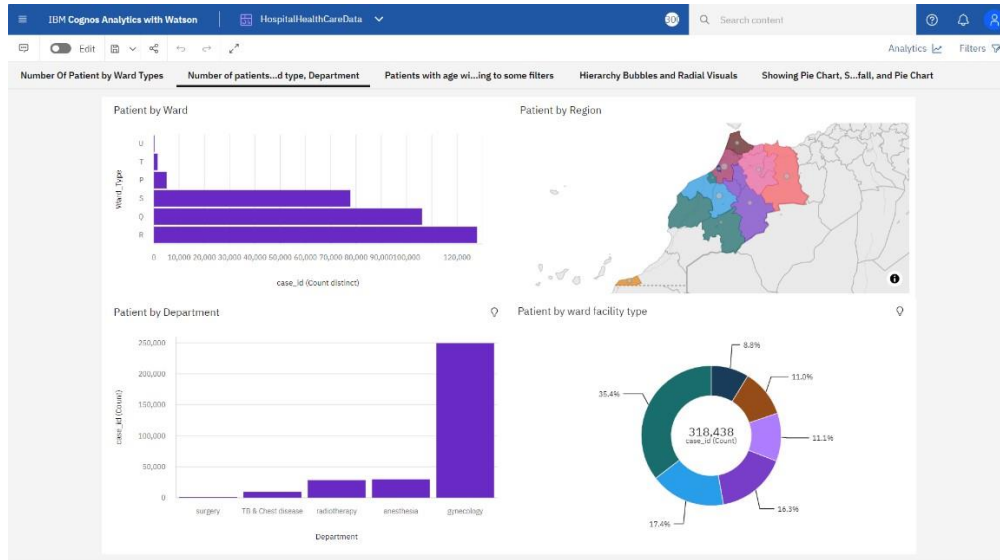 IBM Cognos Analytics with Watson
HospitalHealthCareData
30
Search content
Edit
Analytics
Filters
Number Of Patient by Ward Types
Number of patients...d type, Department
Patients with age wi...ing to some filters
Hierarchy Bubbles and Radial Visuals
Showing Pie Chart, S...fall, and Pie Chart
Patient by Ward
Ward_Type
U
T
P
S
Q
R
0 10,000 20,000 30,000 40,000 50,000 60,000 70,000 80,000 90,000100,000 120,000
case_id (Count distinct)
Patient by Region
Patient by Department
case_id (Count)
250,000
200,000
150,000
100,000
50,000
0
surgery TB & Chest disease radiotherapy anesthesia gynecology
Department
Patient by ward facility type
8.8%
11.0%
35.4%
318,438
case_id (Count)
11.1%
16.3%
17.4%